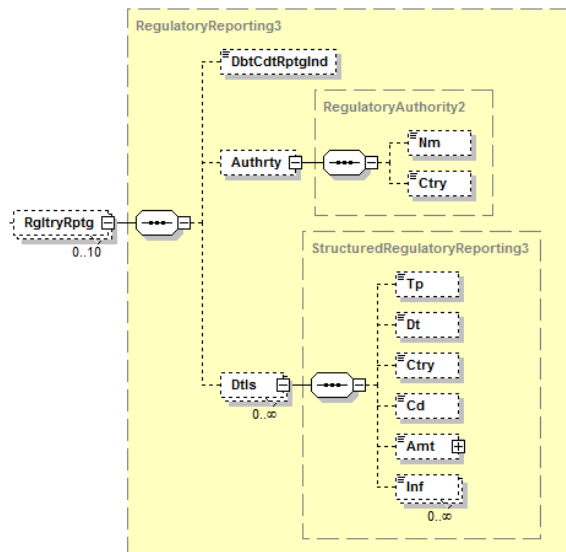 RegulatoryReporting3
DbtCdtRptgInd
RegulatoryAuthority2
Nm
Authrty
Ctry
RgltryRptg
0..10
StructuredRegulatoryReporting3
Tp
Dt
Ctry
Dtls
0..∞
Cd
Amt
Inf
0..∞